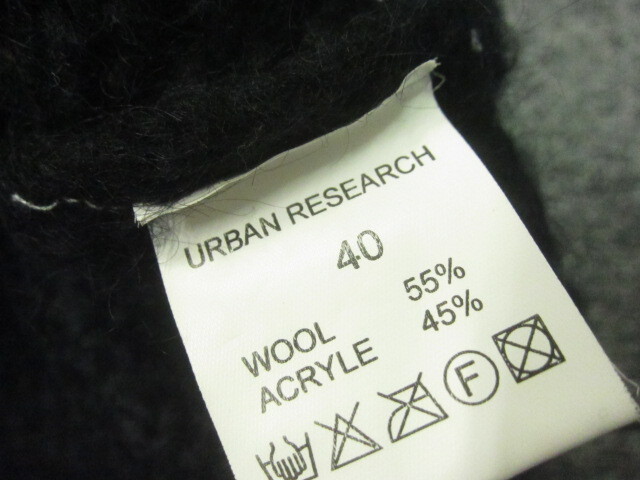 URBAN RESEARCH
40
WOOL 55%
ACRYLE 45%
F